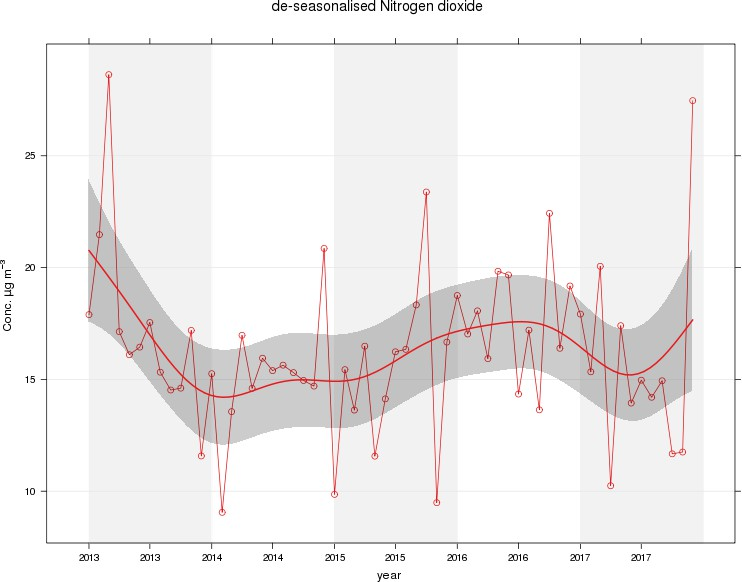 de-seasonalised Nitrogen dioxide
Conc. µg m⁻³
25
20
15
10
2013 2013 2014 2014 2015 2015 2016 2016 2017 2017
year